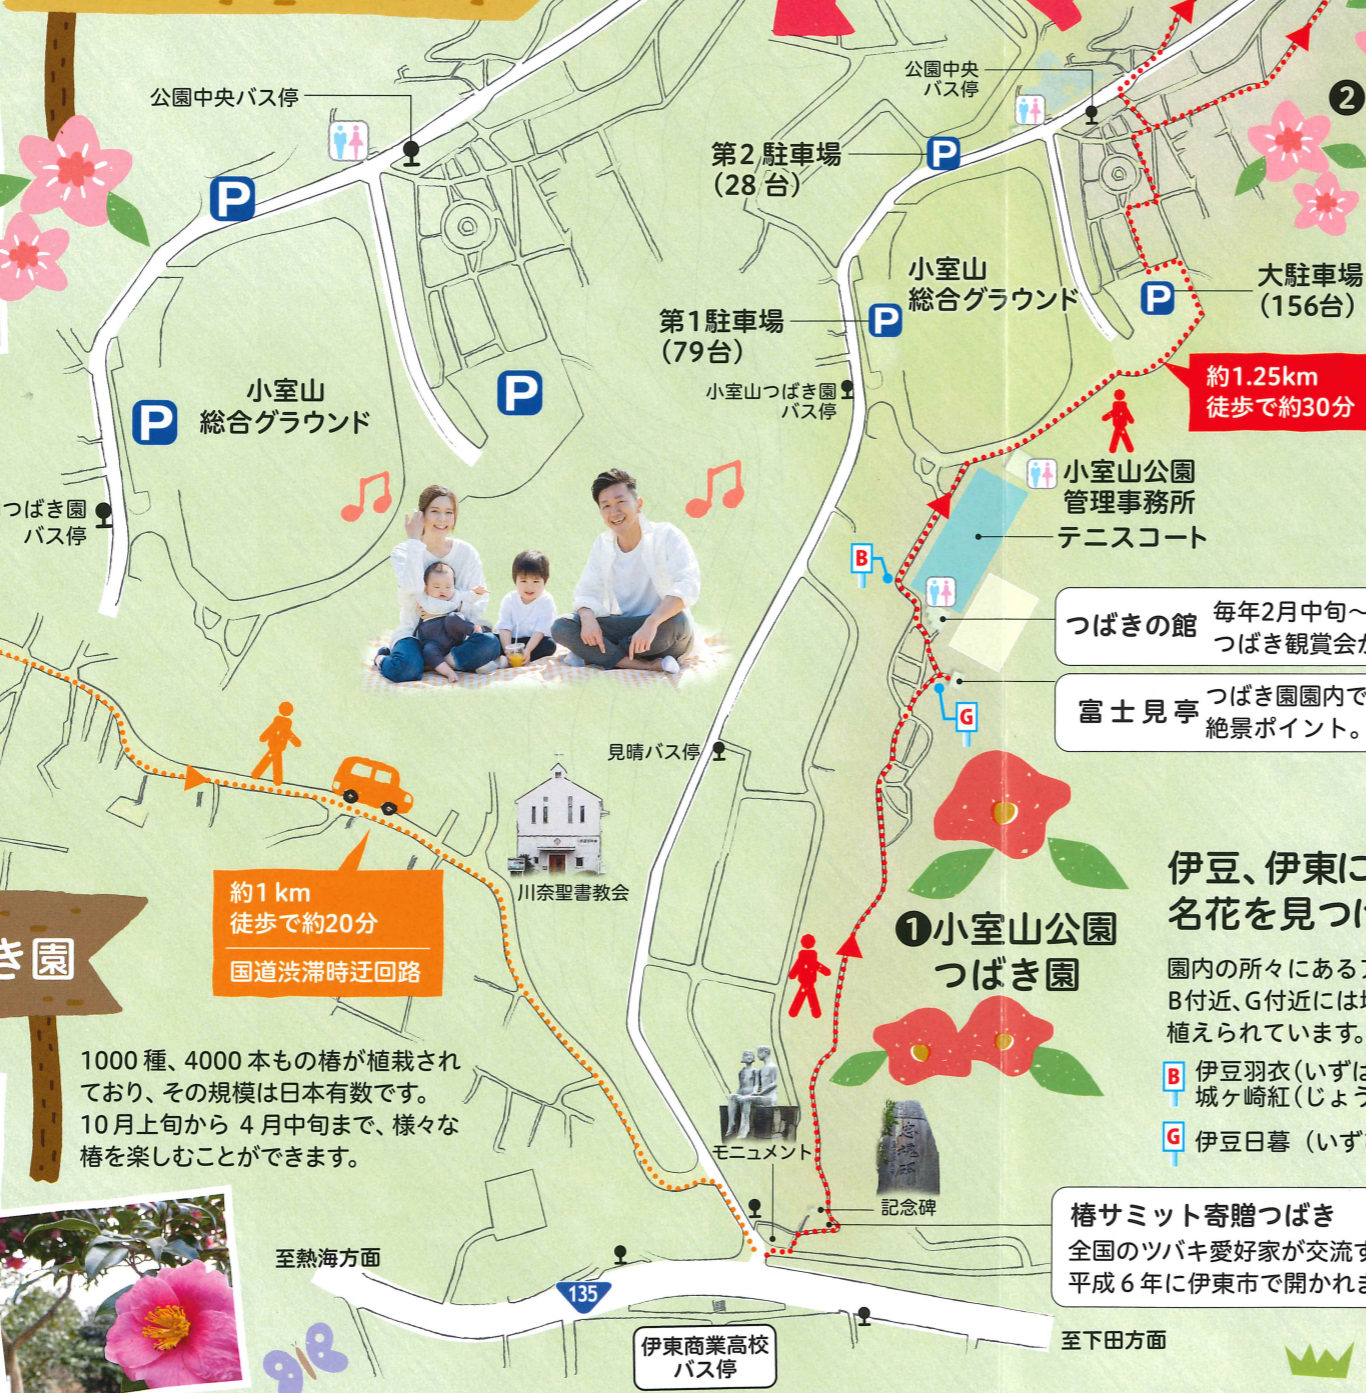 公園中央バス停
P
小室山
総合グラウンド
P
P
つばき園
バス停
公園中央
バス停
第2駐車場
(28台)
P
小室山
総合グラウンド
第1駐車場
(79台)
P
大駐車場
(156台)
P
小室山つばき園
バス停
約1.25km
徒歩で約30分
❷
小室山公園
管理事務所
テニスコート
B
つばきの館 毎年2月中旬〜
つばき観賞会
富士見亭 つばき園園内で
絶景ポイント。
G
見晴バス停
川奈聖書教会
約1km
徒歩で約20分
国道渋滞時迂回路
き園
1000種、4000本もの椿が植栽され
ており、その規模は日本有数です。
10月上旬から 4月中旬まで、様々な
椿を楽しむことができます。
❶小室山公園
つばき園
伊豆、伊東に
名花を見つけ
園内の所々にある
B付近、G付近には
植えられています。
B 伊豆羽衣(いずは
城ヶ崎紅(じょう
G 伊豆日暮(いず
モニュメント
記念碑
椿サミット寄贈つばき
全国のツバキ愛好家が交流す
平成6年に伊東市で開かれま
至熱海方面
135
伊東商業高校
バス停
至下田方面